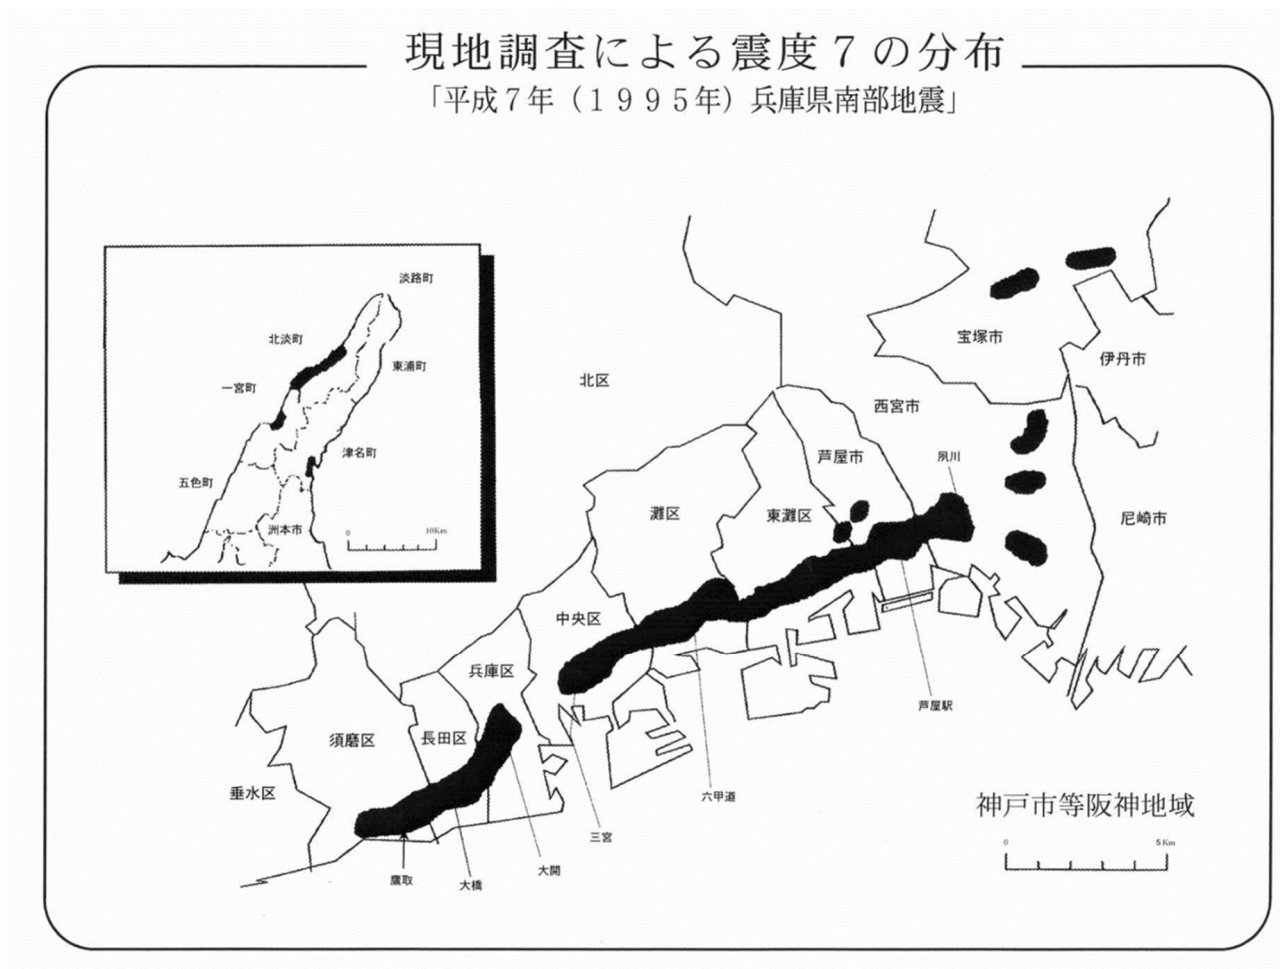 現地調査による震度７の分布
「平成７年（１９９５年）兵庫県南部地震」
淡路町
北淡町
東浦町
一宮町
津名町
五色町
洲本市
0 10Km
宝塚市
伊丹市
北区
西宮市
芦屋市
夙川
灘区
東灘区
尼崎市
中央区
兵庫区
芦屋駅
須磨区
長田区
垂水区
六甲道
神戸市等阪神地域
三宮
0 5Km
大開
鷹取
大橋